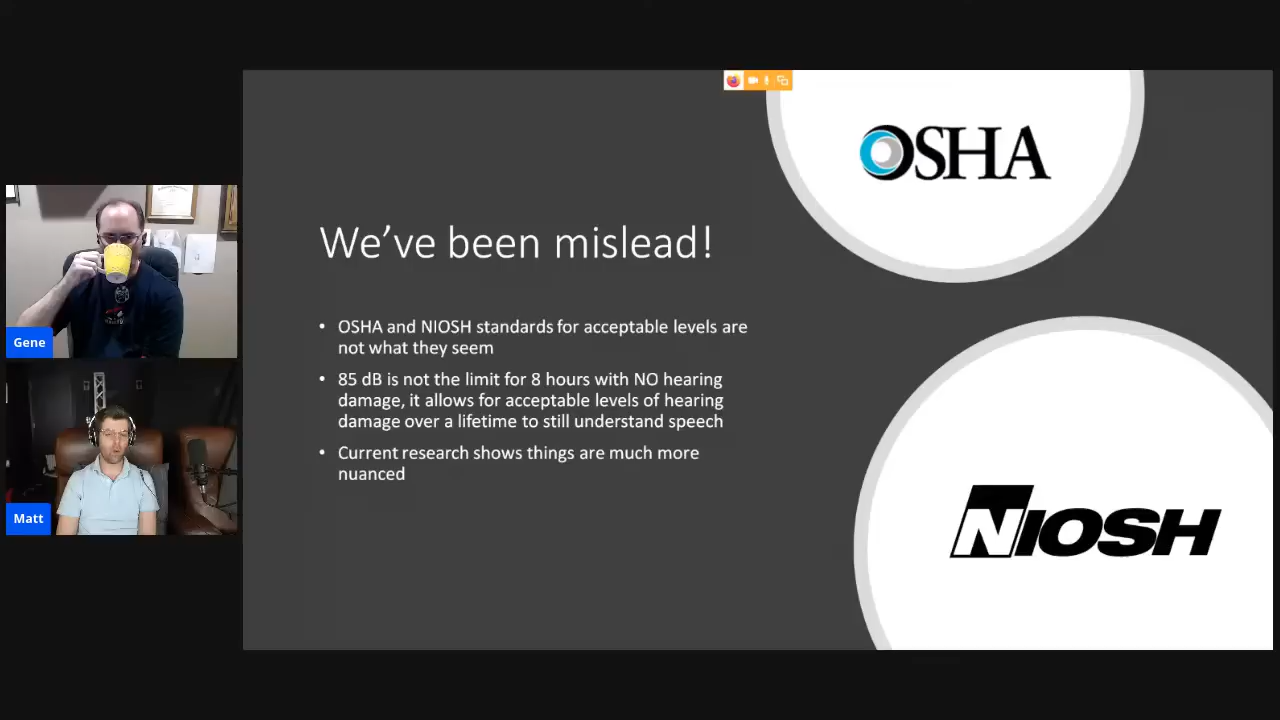 OSHA
We've been mislead!
• OSHA and NIOSH standards for acceptable levels are
not what they seem
• 85 dB is not the limit for 8 hours with NO hearing
damage, it allows for acceptable levels of hearing
damage over a lifetime to still understand speech
• Current research shows things are much more
nuanced
NIOSH
Gene
Matt